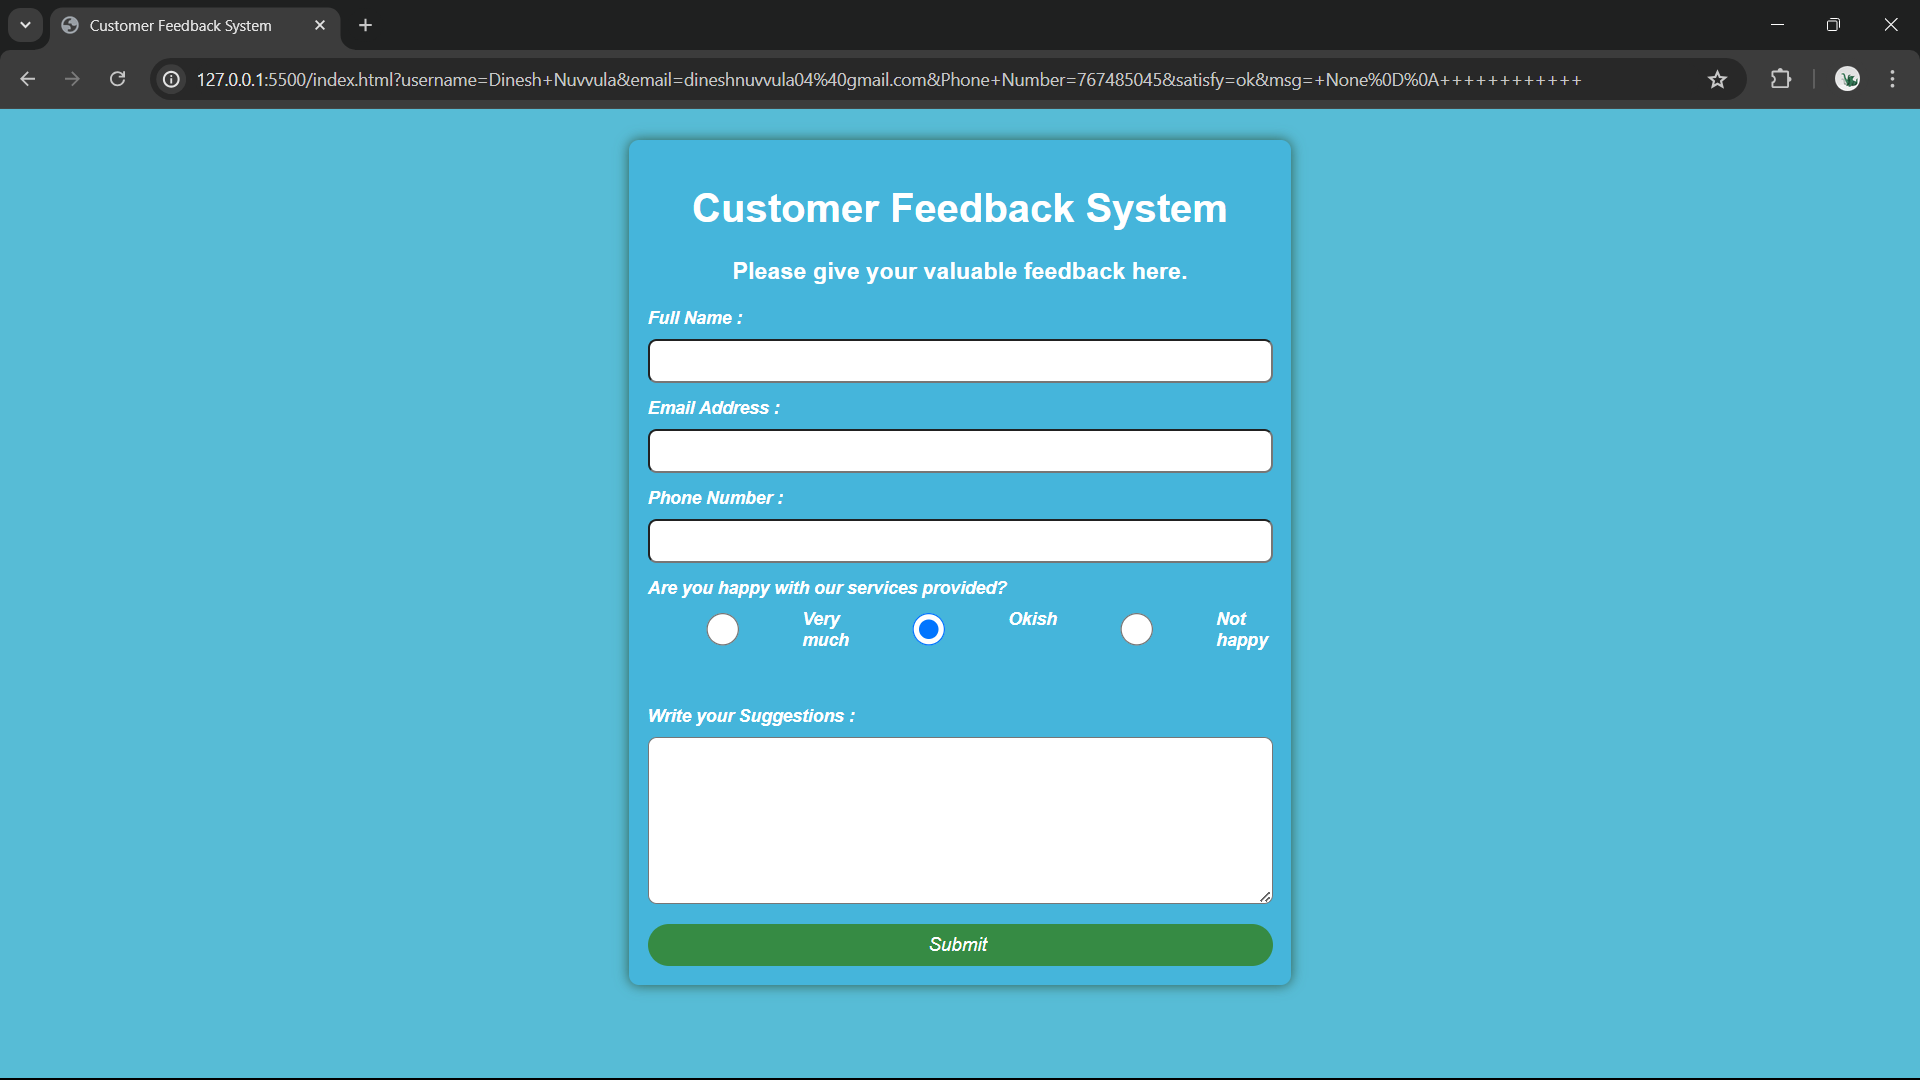 Customer Feedback System
127.0.0.1:5500/index.html?username=Dinesh+Nuvvula&email=dineshnuvvula04%40gmail.com&Phone+Number=767485045&satisfy=ok&msg=+None%0D%0A++++++++++++
Customer Feedback System
Please give your valuable feedback here.
Full Name :
Email Address :
Phone Number :
Are you happy with our services provided?
Very much
Okish
Not happy
Write your Suggestions :
Submit